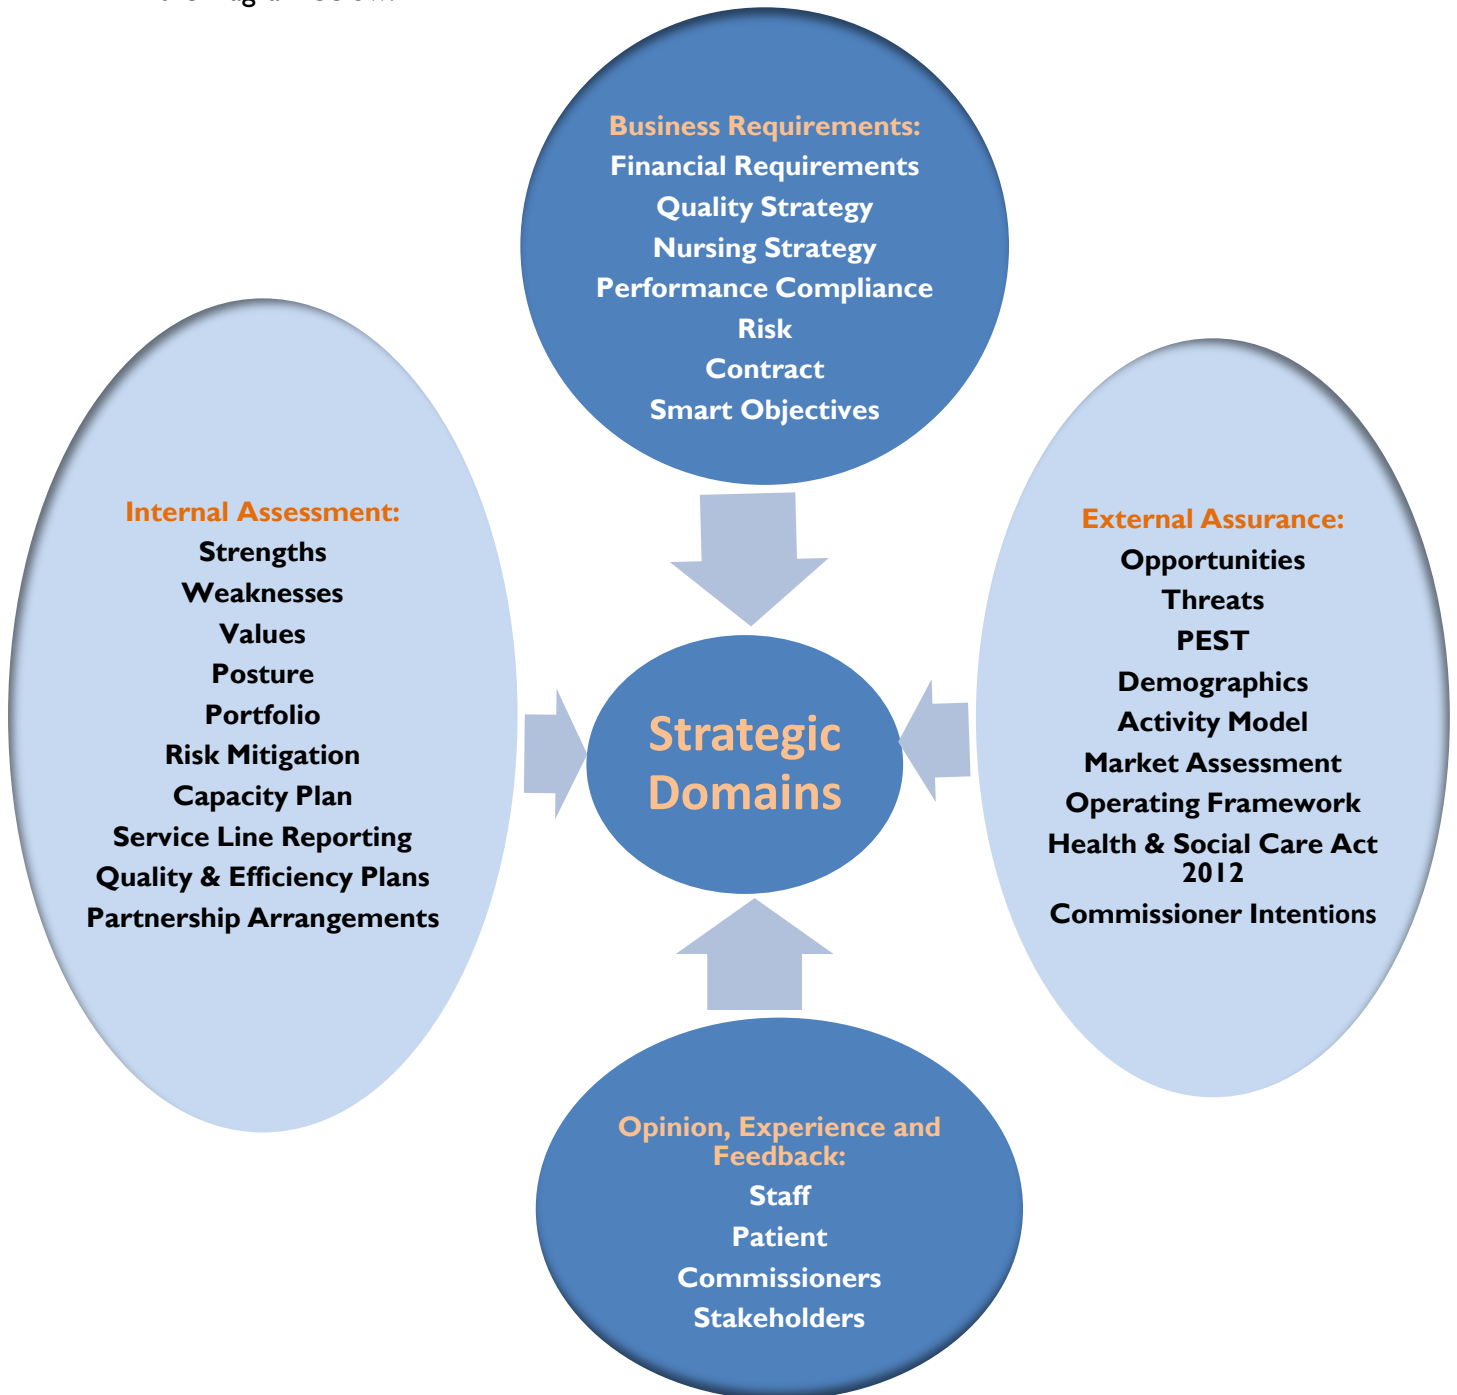 Business Requirements:
Financial Requirements
Quality Strategy
Nursing Strategy
Performance Compliance
Risk
Contract
Smart Objectives
Internal Assessment:
Strengths
Weaknesses
Values
Posture
Portfolio
Risk Mitigation
Capacity Plan
Service Line Reporting
Quality & Efficiency Plans
Partnership Arrangements
Strategic
Domains
External Assurance:
Opportunities
Threats
PEST
Demographics
Activity Model
Market Assessment
Operating Framework
Health & Social Care Act
2012
Commissioner Intentions
Opinion, Experience and
Feedback:
Staff
Patient
Commissioners
Stakeholders